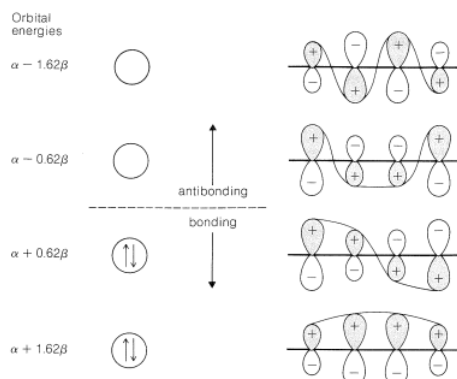 Orbital
energies
α − 1.62β
+ − + −
− + − +
α − 0.62β
+ − − +
− + + −
antibonding
bonding
α + 0.62β
+ + − −
− − + +
α + 1.62β
+ + + +
− − − −